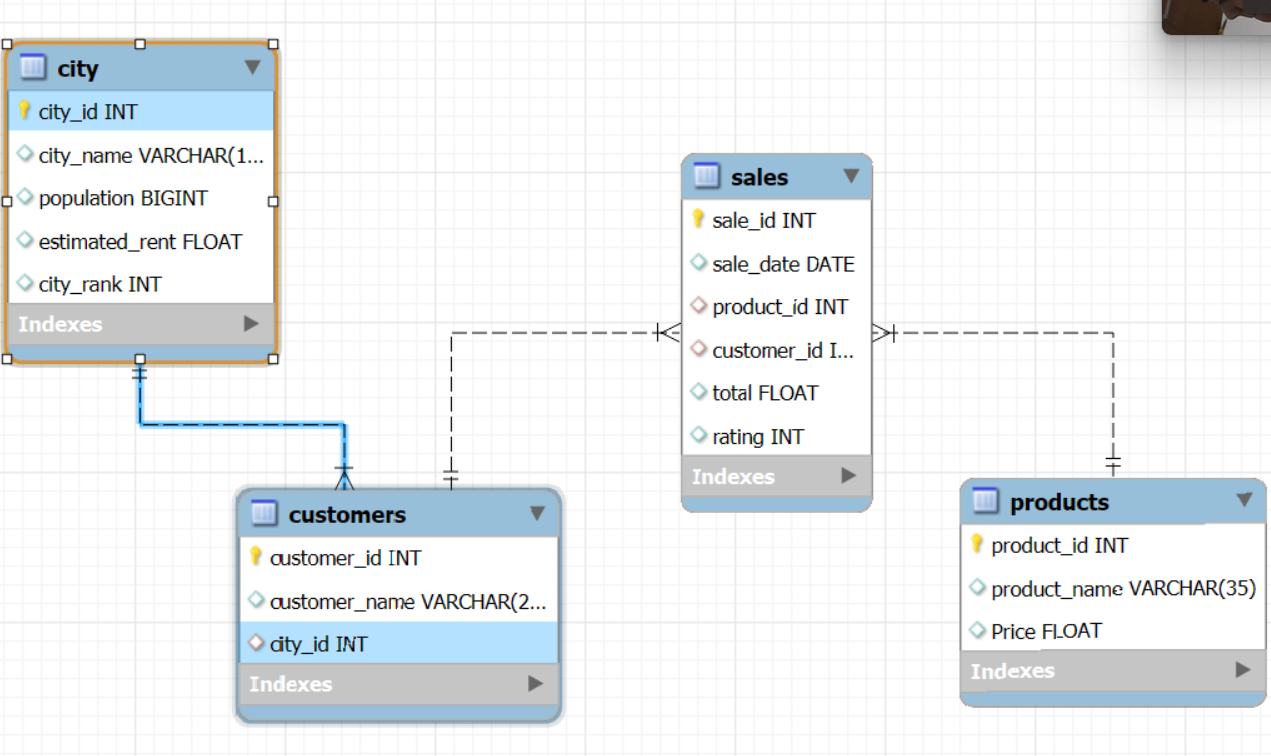 city
city_id INT
city_name VARCHAR(1...
population BIGINT
estimated_rent FLOAT
city_rank INT
Indexes
sales
sale_id INT
sale_date DATE
product_id INT
customer_id I...
total FLOAT
rating INT
Indexes
customers
customer_id INT
customer_name VARCHAR(2...
city_id INT
Indexes
products
product_id INT
product_name VARCHAR(35)
Price FLOAT
Indexes